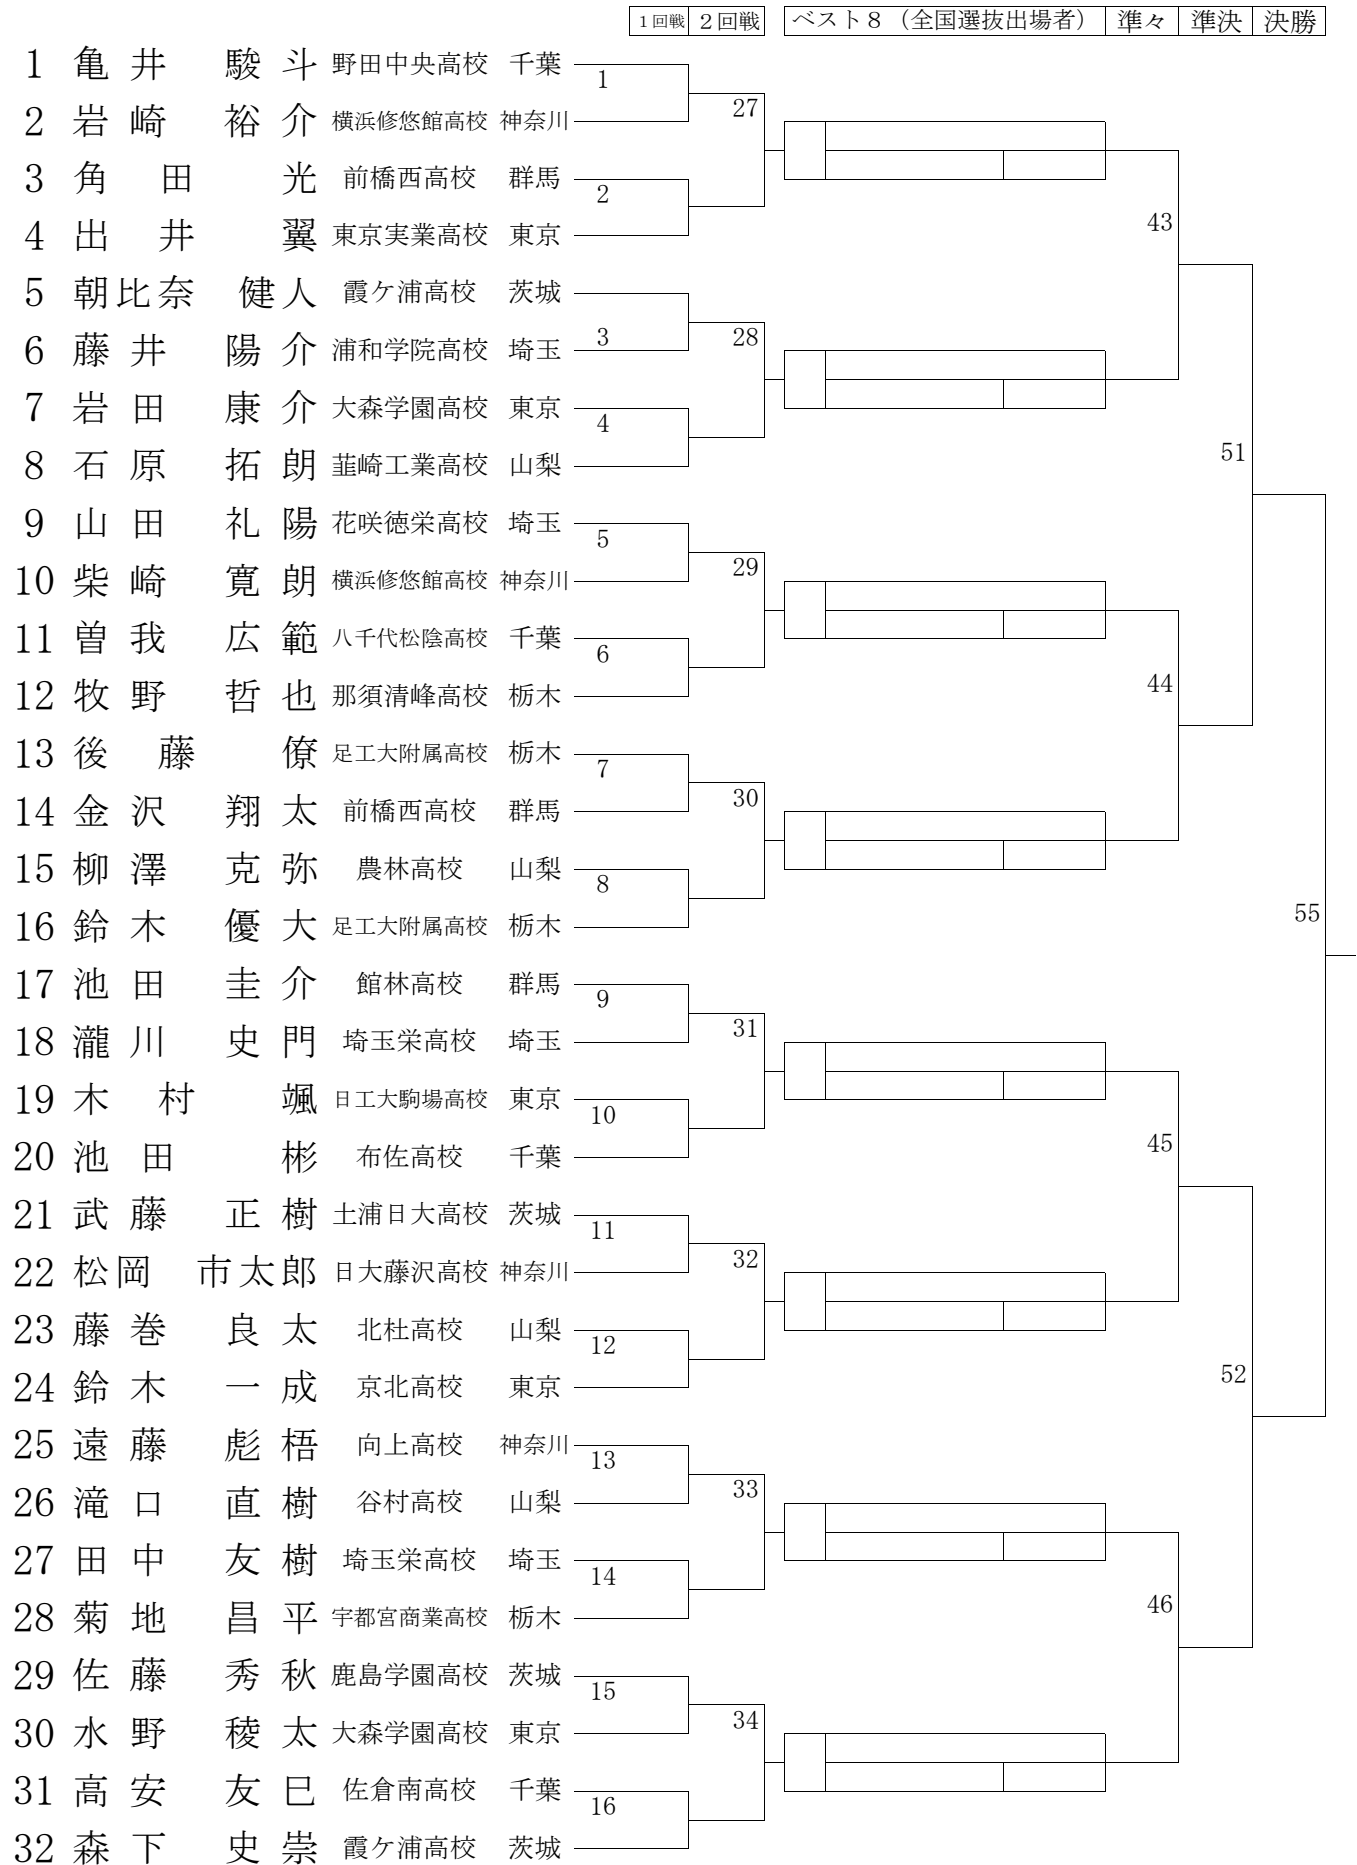 1回戦 2回戦 ベスト8（全国選抜出場者） 準々 準決 決勝
1 亀井 駿斗 野田中央高校 千葉
1
27
2 岩崎 裕介 横浜修悠館高校 神奈川
3 角田 光 前橋西高校 群馬
2
43
4 出井 翼 東京実業高校 東京
5 朝比奈 健人 霞ケ浦高校 茨城
3
28
6 藤井 陽介 浦和学院高校 埼玉
7 岩田 康介 大森学園高校 東京
4
51
8 石原 拓朗 韮崎工業高校 山梨
9 山田 礼陽 花咲徳栄高校 埼玉
5
29
10 柴崎 寛朗 横浜修悠館高校 神奈川
11 曽我 広範 八千代松陰高校 千葉
6
44
12 牧野 哲也 那須清峰高校 栃木
13 後藤 僚 足工大附属高校 栃木
7
30
14 金沢 翔太 前橋西高校 群馬
15 柳澤 克弥 農林高校 山梨
8
55
16 鈴木 優大 足工大附属高校 栃木
17 池田 圭介 館林高校 群馬
9
31
18 瀧川 史門 埼玉栄高校 埼玉
19 木村 颯 日工大駒場高校 東京
10
45
20 池田 彬 布佐高校 千葉
21 武藤 正樹 土浦日大高校 茨城
11
32
22 松岡 市太郎 日大藤沢高校 神奈川
23 藤巻 良太 北杜高校 山梨
12
52
24 鈴木 一成 京北高校 東京
25 遠藤 彪梧 向上高校 神奈川
13
33
26 滝口 直樹 谷村高校 山梨
27 田中 友樹 埼玉栄高校 埼玉
14
46
28 菊地 昌平 宇都宮商業高校 栃木
29 佐藤 秀秋 鹿島学園高校 茨城
15
34
30 水野 稜太 大森学園高校 東京
31 高安 友巳 佐倉南高校 千葉
16
32 森下 史崇 霞ケ浦高校 茨城